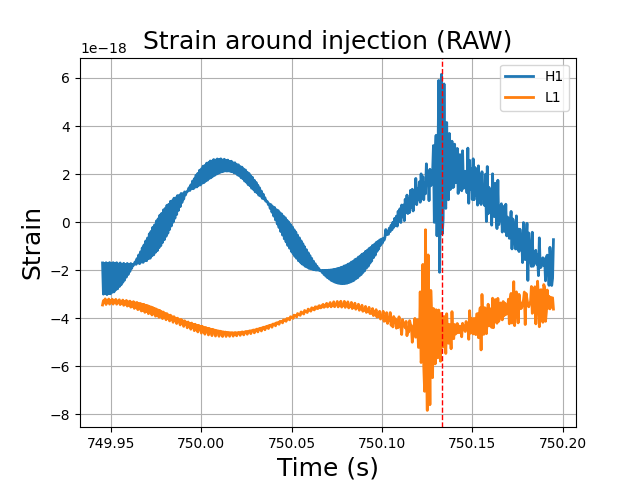 Strain around injection (RAW)
1e−18
H1
L1
6
4
2
0
−2
−4
−6
−8
Strain
749.95
750.00
750.05
750.10
750.15
750.20
Time (s)